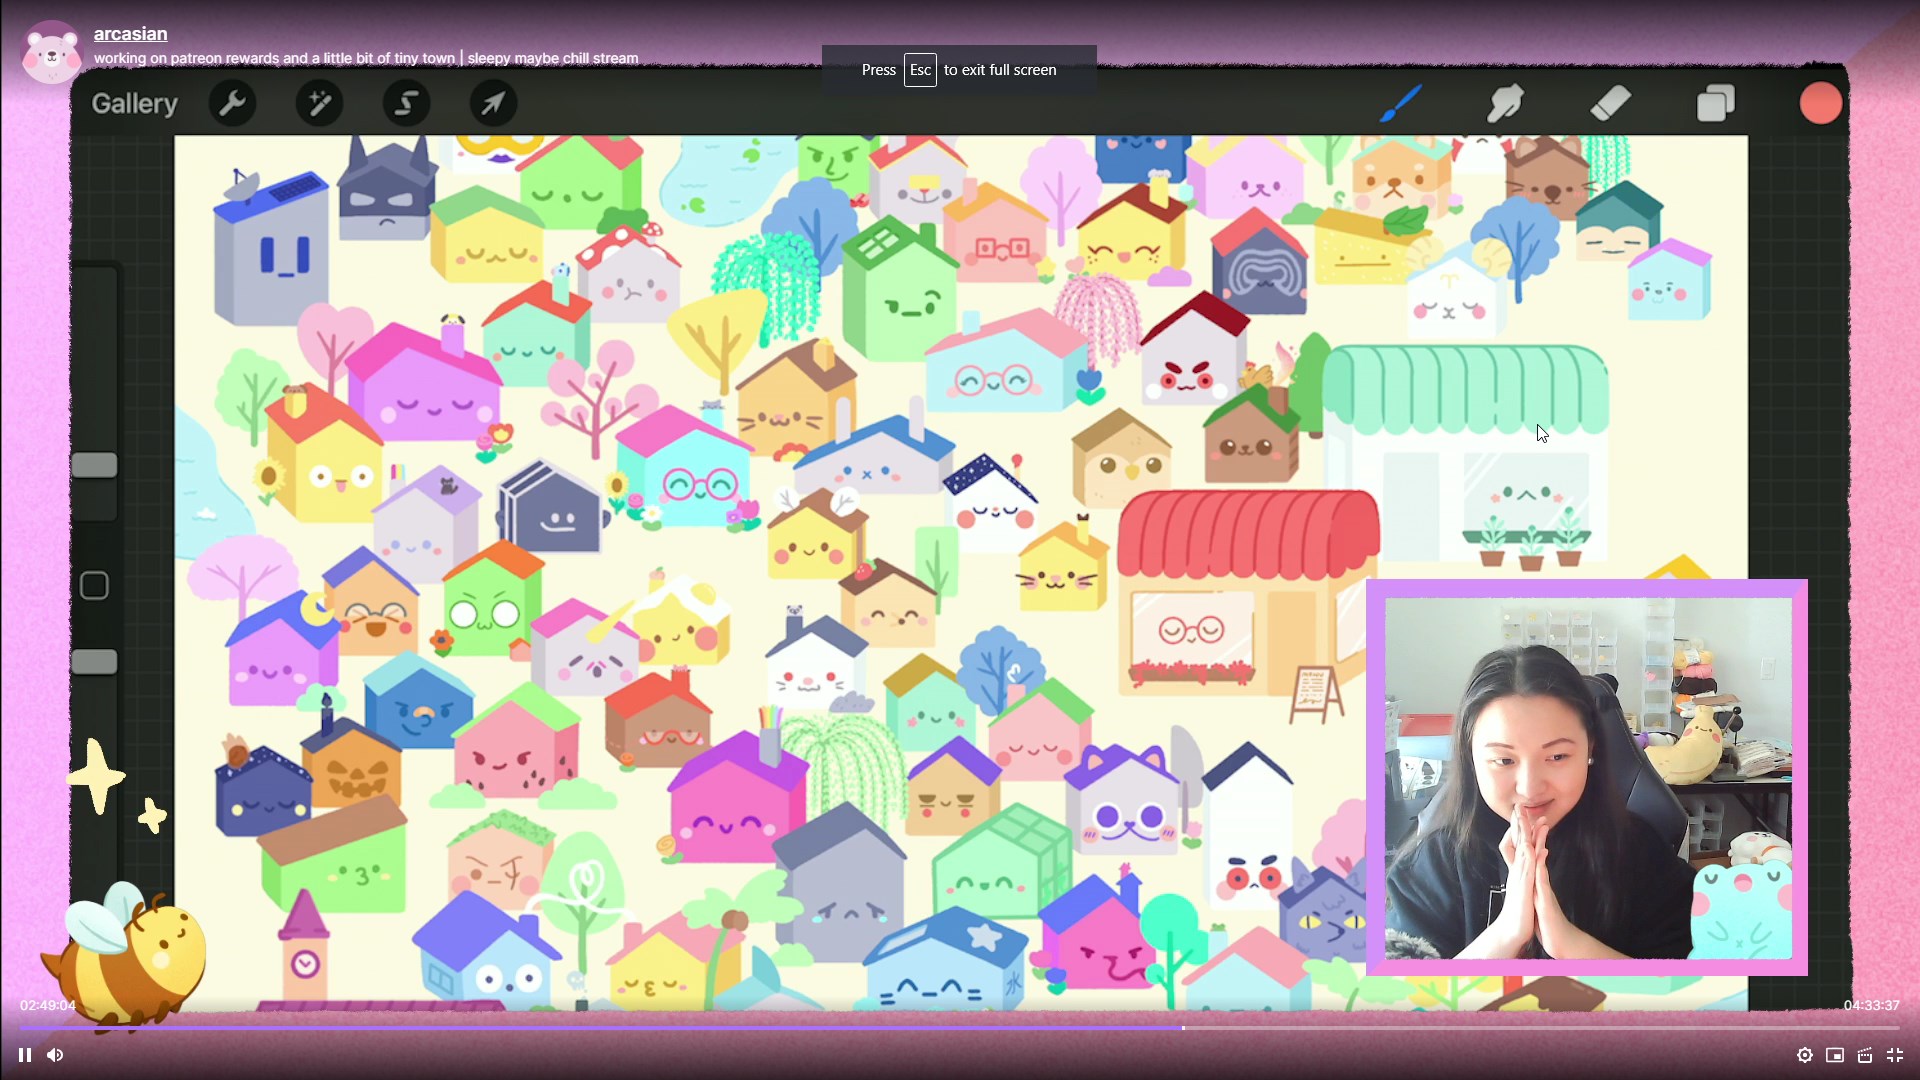 arcasian
working on patreon rewards and a little bit of tiny town | sleepy maybe chill stream
Press Esc to exit full screen
Gallery
水
02:49:04
04:33:37